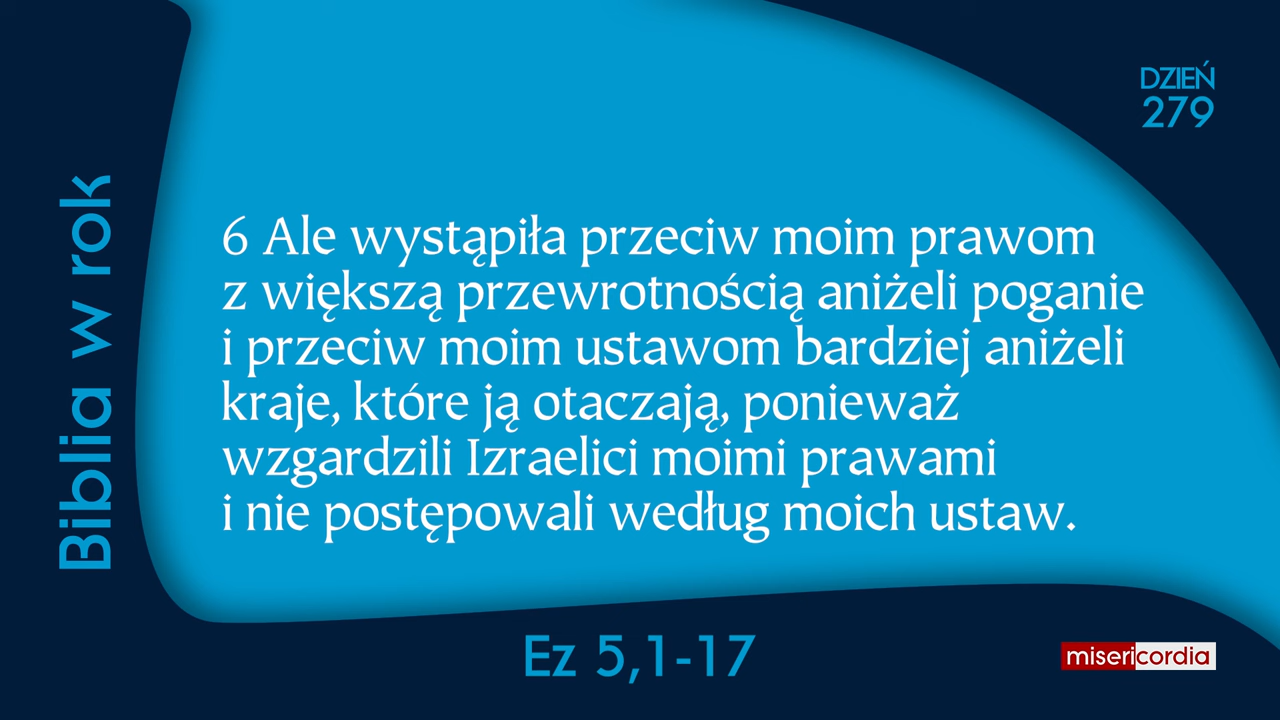 DZIEŃ
279
Biblia w rok
6 Ale wystąpiła przeciw moim prawom
z większą przewrotnością aniżeli poganie
i przeciw moim ustawom bardziej aniżeli
kraje, które ją otaczają, ponieważ
wzgardzili Izraelici moimi prawami
i nie postępowali według moich ustaw.
Ez 5,1-17
misericordia